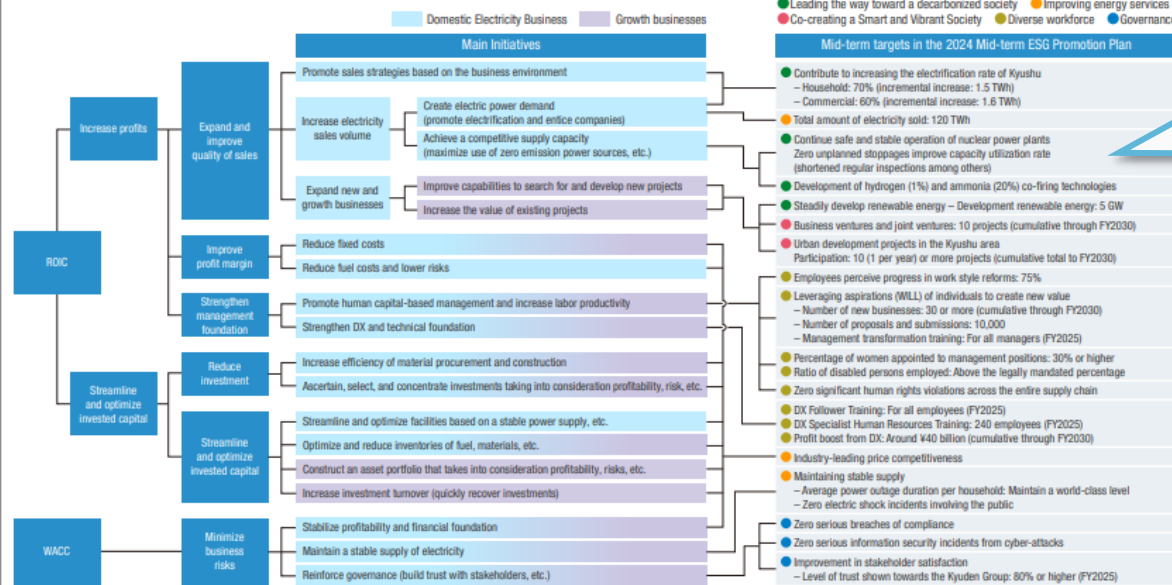 Leading the way toward a decarbonized society Improving energy services
Domestic Electricity Business Growth businesses Co-creating a Smart and Vibrant Society Diverse workforce Governance
Main Initiatives
Mid-term targets in the 2024 Mid-term ESG Promotion Plan
ROIC
WACC
Increase profits
Streamline
and optimize
invested capital
Expand and
improve
quality of sales
Improve
profit margin
Strengthen
management
foundation
Reduce
investment
Streamline
and optimize
invested capital
Minimize
business
risks
Promote sales strategies based on the business environment
Increase electricity
sales volume
Create electric power demand
(promote electrification and entice companies)
Achieve a competitive supply capacity
(maximize use of zero emission power sources, etc.)
Expand new and
growth businesses
Improve capabilities to search for and develop new projects
Increase the value of existing projects
Reduce fixed costs
Reduce fuel costs and lower risks
Promote human capital-based management and increase labor productivity
Strengthen DX and technical foundation
Increase efficiency of material procurement and construction
Ascertain, select, and concentrate investments taking into consideration profitability, risk, etc.
Streamline and optimize facilities based on a stable power supply, etc.
Optimize and reduce inventories of fuel, materials, etc.
Construct an asset portfolio that takes into consideration profitability, risks, etc.
Increase investment turnover (quickly recover investments)
Stabilize profitability and financial foundation
Maintain a stable supply of electricity
Reinforce governance (build trust with stakeholders, etc.)
Contribute to increasing the electrification rate of Kyushu
– Household: 70% (incremental increase: 1.5 TWh)
– Commercial: 60% (incremental increase: 1.6 TWh)
Total amount of electricity sold: 120 TWh
Continue safe and stable operation of nuclear power plants
Zero unplanned stoppages improve capacity utilization rate
(shortened regular inspections among others)
Development of hydrogen (1%) and ammonia (20%) co-firing technologies
Steadily develop renewable energy – Development renewable energy: 5 GW
Business ventures and joint ventures: 10 projects (cumulative through FY2030)
Urban development projects in the Kyushu area
Participation: 10 (1 per year) or more projects (cumulative total to FY2030)
Employees perceive progress in work style reforms: 75%
Leveraging aspirations (WILL) of individuals to create new value
– Number of new businesses: 30 or more (cumulative through FY2030)
– Number of proposals and submissions: 10,000
– Management transformation training: For all managers (FY2025)
Percentage of women appointed to management positions: 30% or higher
Ratio of disabled persons employed: Above the legally mandated percentage
Zero significant human rights violations across the entire supply chain
DX Follower Training: For all employees (FY2025)
DX Specialist Human Resources Training: 240 employees (FY2025)
Profit boost from DX: Around ¥40 billion (cumulative through FY2030)
Industry-leading price competitiveness
Maintaining stable supply
– Average power outage duration per household: Maintain a world-class level
– Zero electric shock incidents involving the public
Zero serious breaches of compliance
Zero serious information security incidents from cyber-attacks
Improvement in stakeholder satisfaction
– Level of trust shown towards the Kyuden Group: 80% or higher (FY2025)